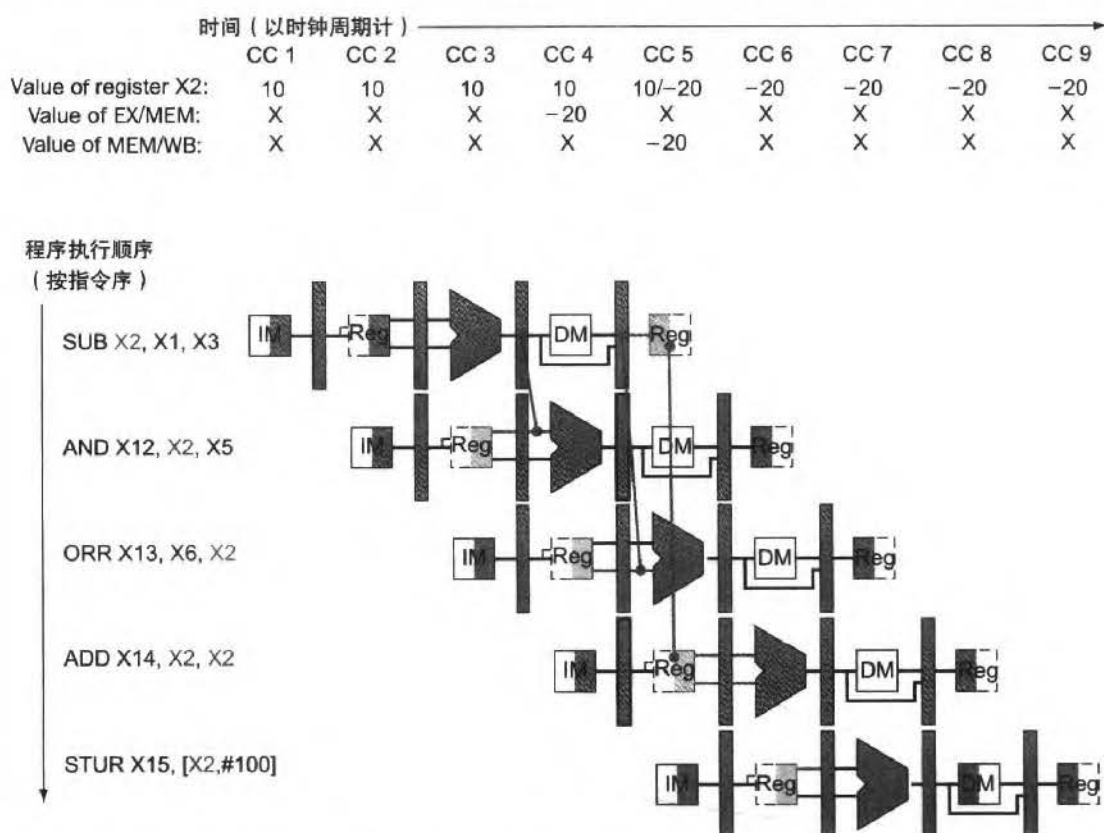 时间（以时钟周期计）
CC 1 CC 2 CC 3 CC 4 CC 5 CC 6 CC 7 CC 8 CC 9
Value of register X2: 10 10 10 10 10/−20 −20 −20 −20 −20
Value of EX/MEM: X X X −20 X X X X X
Value of MEM/WB: X X X X −20 X X X X
程序执行顺序
（按指令序）
SUB X2, X1, X3 IM Reg DM Reg
AND X12, X2, X5 IM Reg DM Reg
ORR X13, X6, X2 IM Reg DM Reg
ADD X14, X2, X2 IM Reg DM Reg
STUR X15, [X2,#100] IM Reg DM Reg